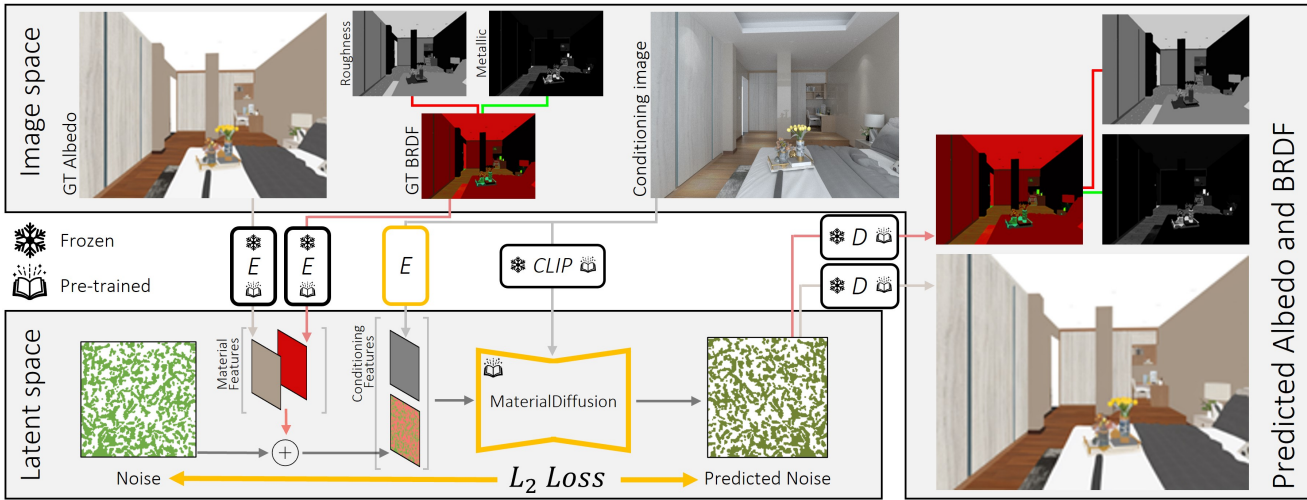 Image space
GT Albedo
Roughness
Metallic
GT BRDF
Conditioning image
Frozen
Pre-trained
E
E
E
CLIP
D
D
Latent space
Material
Features
Conditioning
Features
MaterialDiffusion
+
Noise
L₂ Loss
Predicted Noise
Predicted Albedo and BRDF